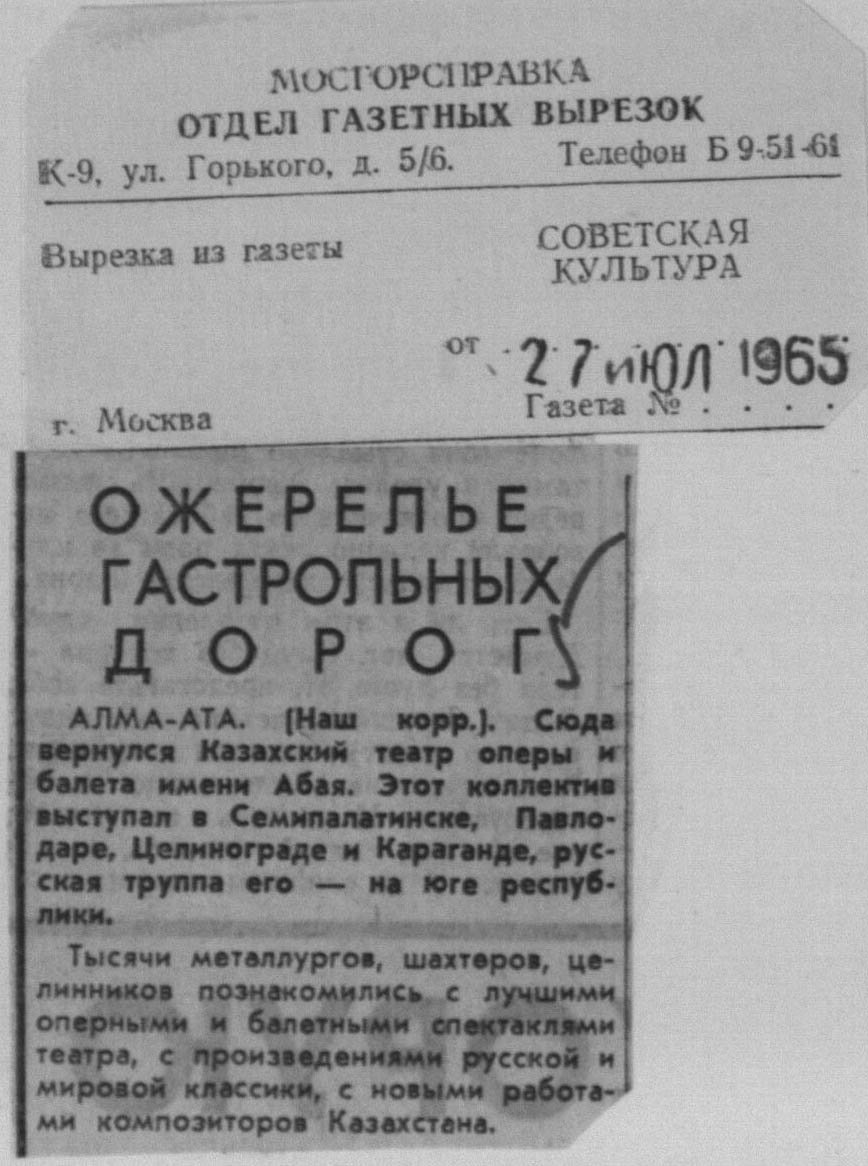 МОСГОРСПРАВКА
ОТДЕЛ ГАЗЕТНЫХ ВЫРЕЗОК
К-9, ул. Горького, д. 5/6. Телефон Б 9-51-61
Вырезка из газеты
СОВЕТСКАЯ
КУЛЬТУРА
от 27 ИЮЛ 1965
г. Москва
Газета № . . . .
ОЖЕРЕЛЬЕ
ГАСТРОЛЬНЫХ
ДОРОГ
АЛМА-АТА. (Наш корр.). Сюда
вернулся Казахский театр оперы и
балета имени Абая. Этот коллектив
выступал в Семипалатинске, Павло-
даре, Целинограде и Караганде, рус-
ская труппа его — на юге респуб-
лики.
Тысячи металлургов, шахтеров, це-
линников познакомились с лучшими
оперными и балетными спектаклями
театра, с произведениями русской и
мировой классики, с новыми работа-
ми композиторов Казахстана.